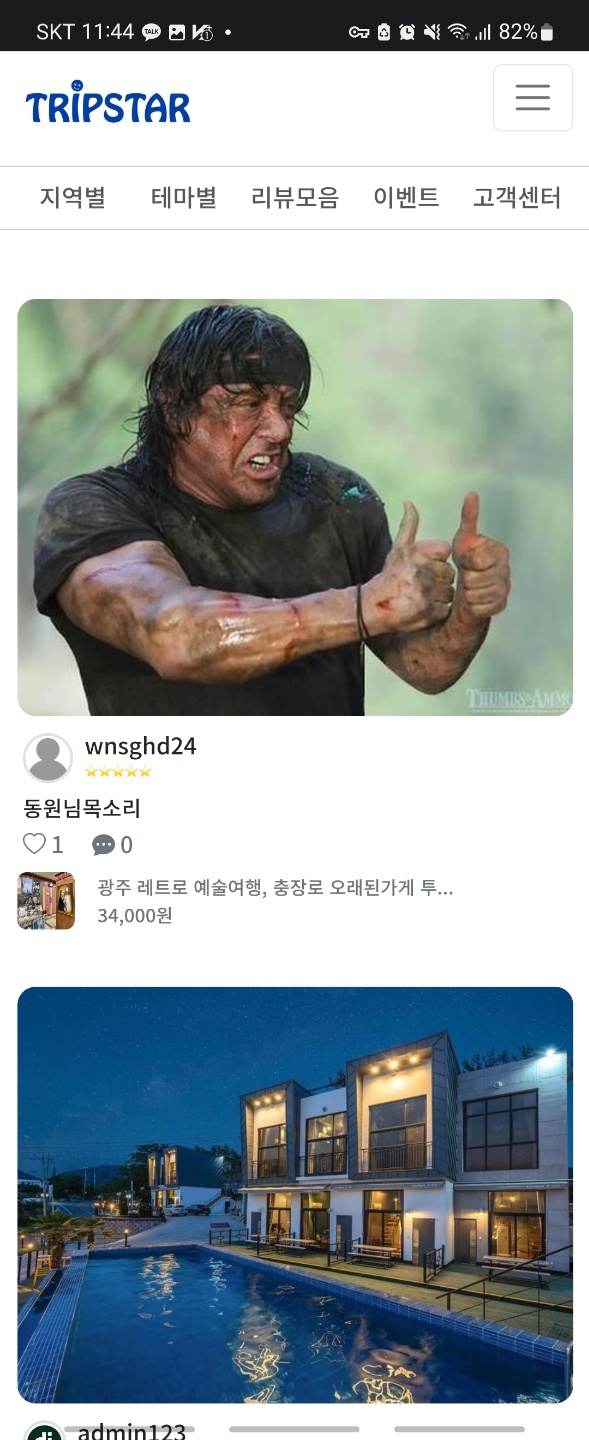 SKT 11:44 TALK 82%
TRIPSTAR
지역별 테마별 리뷰모음 이벤트 고객센터
THUMBS&AMMO
wnsghd24
동원님목소리
1 0
광주 레트로 예술여행, 충장로 오래된가게 투...
34,000원
admin123